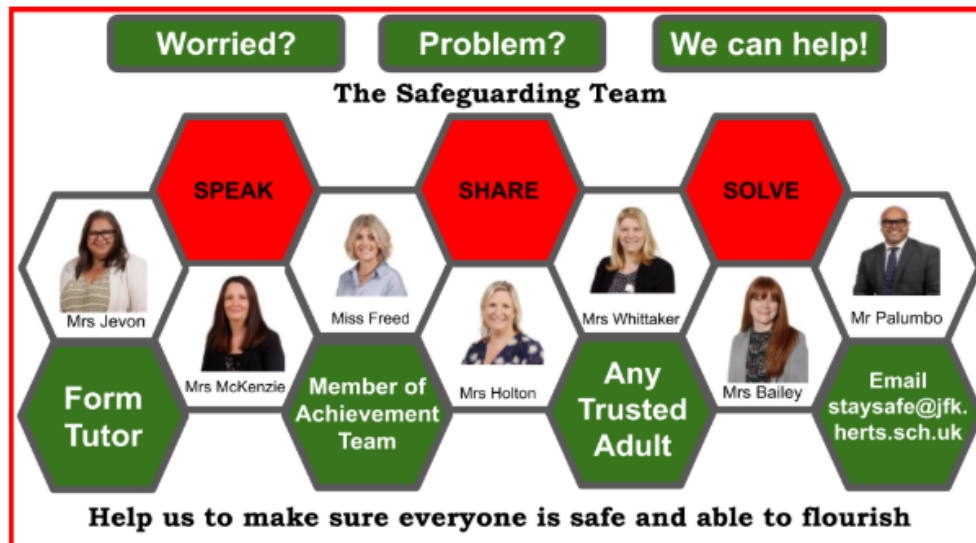 Worried?
Problem?
We can help!
The Safeguarding Team
SPEAK
SHARE
SOLVE
Mrs Jevon
Mrs McKenzie
Miss Freed
Mrs Holton
Mrs Whittaker
Mrs Bailey
Mr Palumbo
Form
Tutor
Member of
Achievement
Team
Any
Trusted
Adult
Email
staysafe@jfk.
herts.sch.uk
Help us to make sure everyone is safe and able to flourish